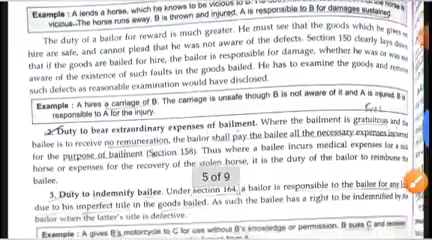 Example : A lends a horse, which he knows to be vicious to B.
vicious. The horse runs away. B is thrown and injured. A is responsible to B for damages sustained
The duty of a bailor for reward is much greater. He must see that the goods which he gives on
hire are safe, and cannot plead that he was not aware of the defects. Section 150 clearly lays down
that if the goods are bailed for hire, the bailor is responsible for damage, whether he was or was
aware of the existence of such faults in the goods bailed. He has to examine the goods and remove
such defects as reasonable examination would have disclosed.
Example : A hires a carriage of B. The carriage is unsafe though B is not aware of it and A is injured. B is
responsible to A for the injury.
2. Duty to bear extraordinary expenses of bailment. Where the bailment is gratuitous and the
bailee is to receive no remuneration, the bailor shall pay the bailee all the necessary expenses incurred
for the purpose of bailment (Section 158). Thus where a bailee incurs medical expenses for a sick
horse or expenses for the recovery of the stolen horse, it is the duty of the bailor to reimburse the
bailee.
5 of 9
3. Duty to indemnify bailee. Under section 164, a bailor is responsible to the bailee for any
due to his imperfect title in the goods bailed. As such the bailee has a right to be indemnified by the
bailor when the latter's title is defective.
Example : A gives B's motorcycle to C for use without B's knowledge or permission. B sues C and